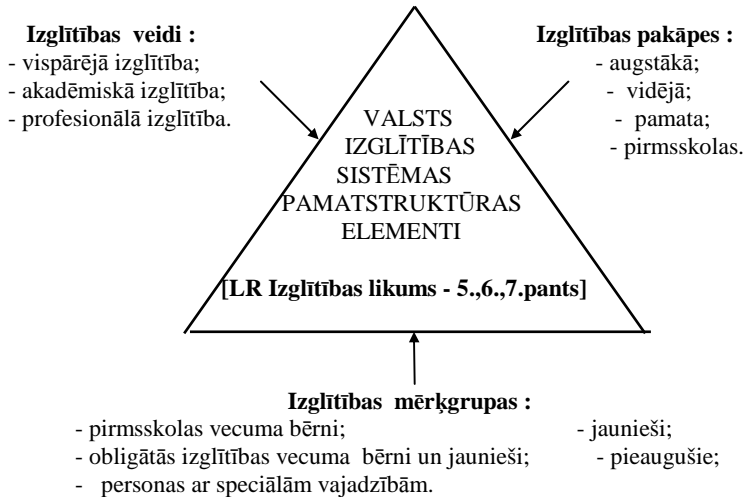 Izglītības veidi :
- vispārējā izglītība;
- akadēmiskā izglītība;
- profesionālā izglītība.
Izglītības pakāpes :
- augstākā;
- vidējā;
- pamata;
- pirmsskolas.
VALSTS
IZGLĪTĪBAS
SISTĒMAS
PAMATSTRUKTŪRAS
ELEMENTI
[LR Izglītības likums - 5.,6.,7.pants]
Izglītības mērķgrupas :
- pirmsskolas vecuma bērni; - jaunieši;
- obligātās izglītības vecuma bērni un jaunieši; - pieaugušie;
- personas ar speciālām vajadzībām.